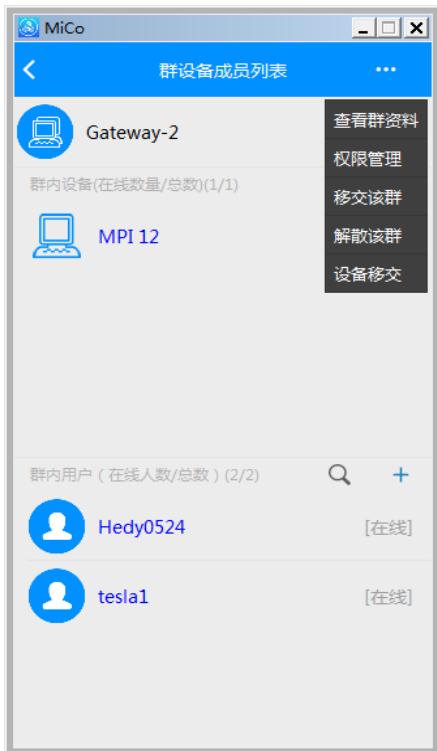 MiCo
群设备成员列表
Gateway-2
查看群资料
权限管理
移交该群
解散该群
设备移交
群内设备(在线数量/总数)(1/1)
MPI 12
群内用户（在线人数/总数）(2/2)
Hedy0524 [在线]
tesla1 [在线]